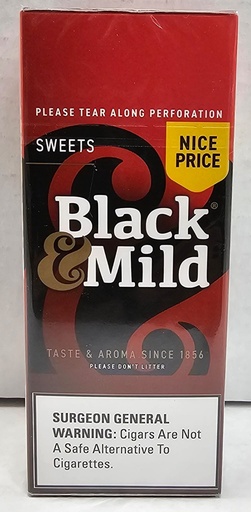 PLEASE TEAR ALONG PERFORATION
SWEETS
NICE
PRICE
Black®
&Mild
TASTE & AROMA SINCE 1856
PLEASE DON'T LITTER
SURGEON GENERAL
WARNING: Cigars Are Not
A Safe Alternative To
Cigarettes.